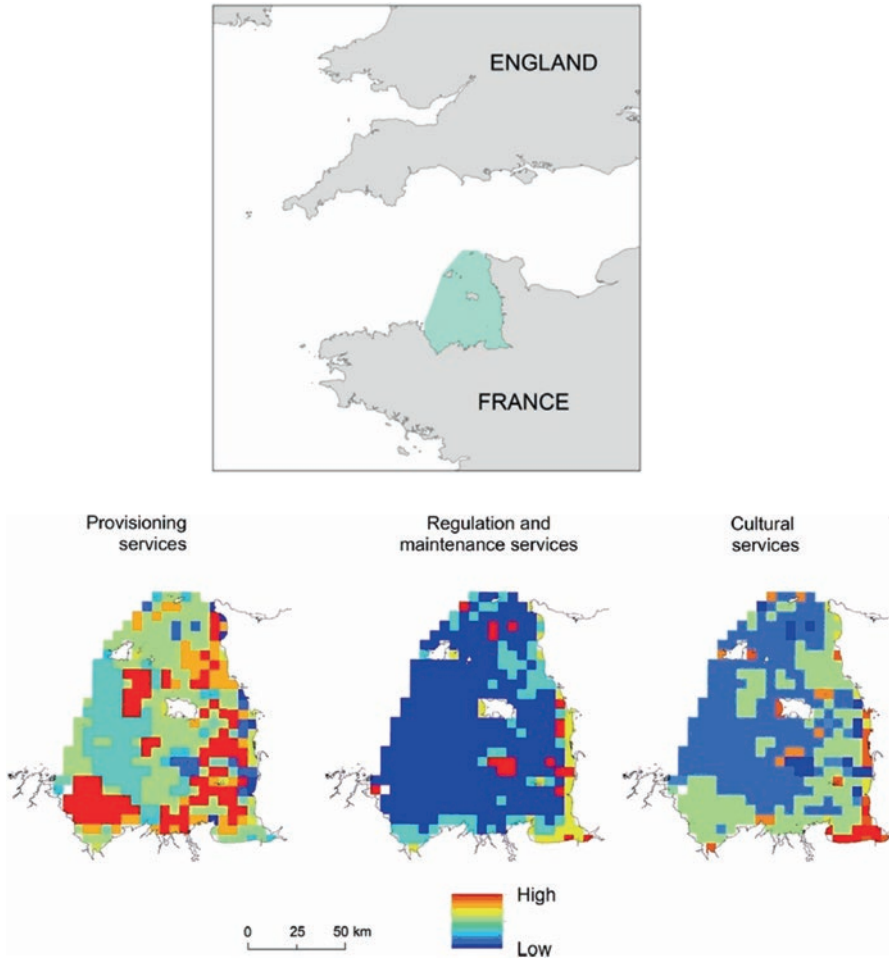 ENGLAND
FRANCE
Provisioning
services
Regulation and
maintenance services
Cultural
services
High
Low
0 25 50 km